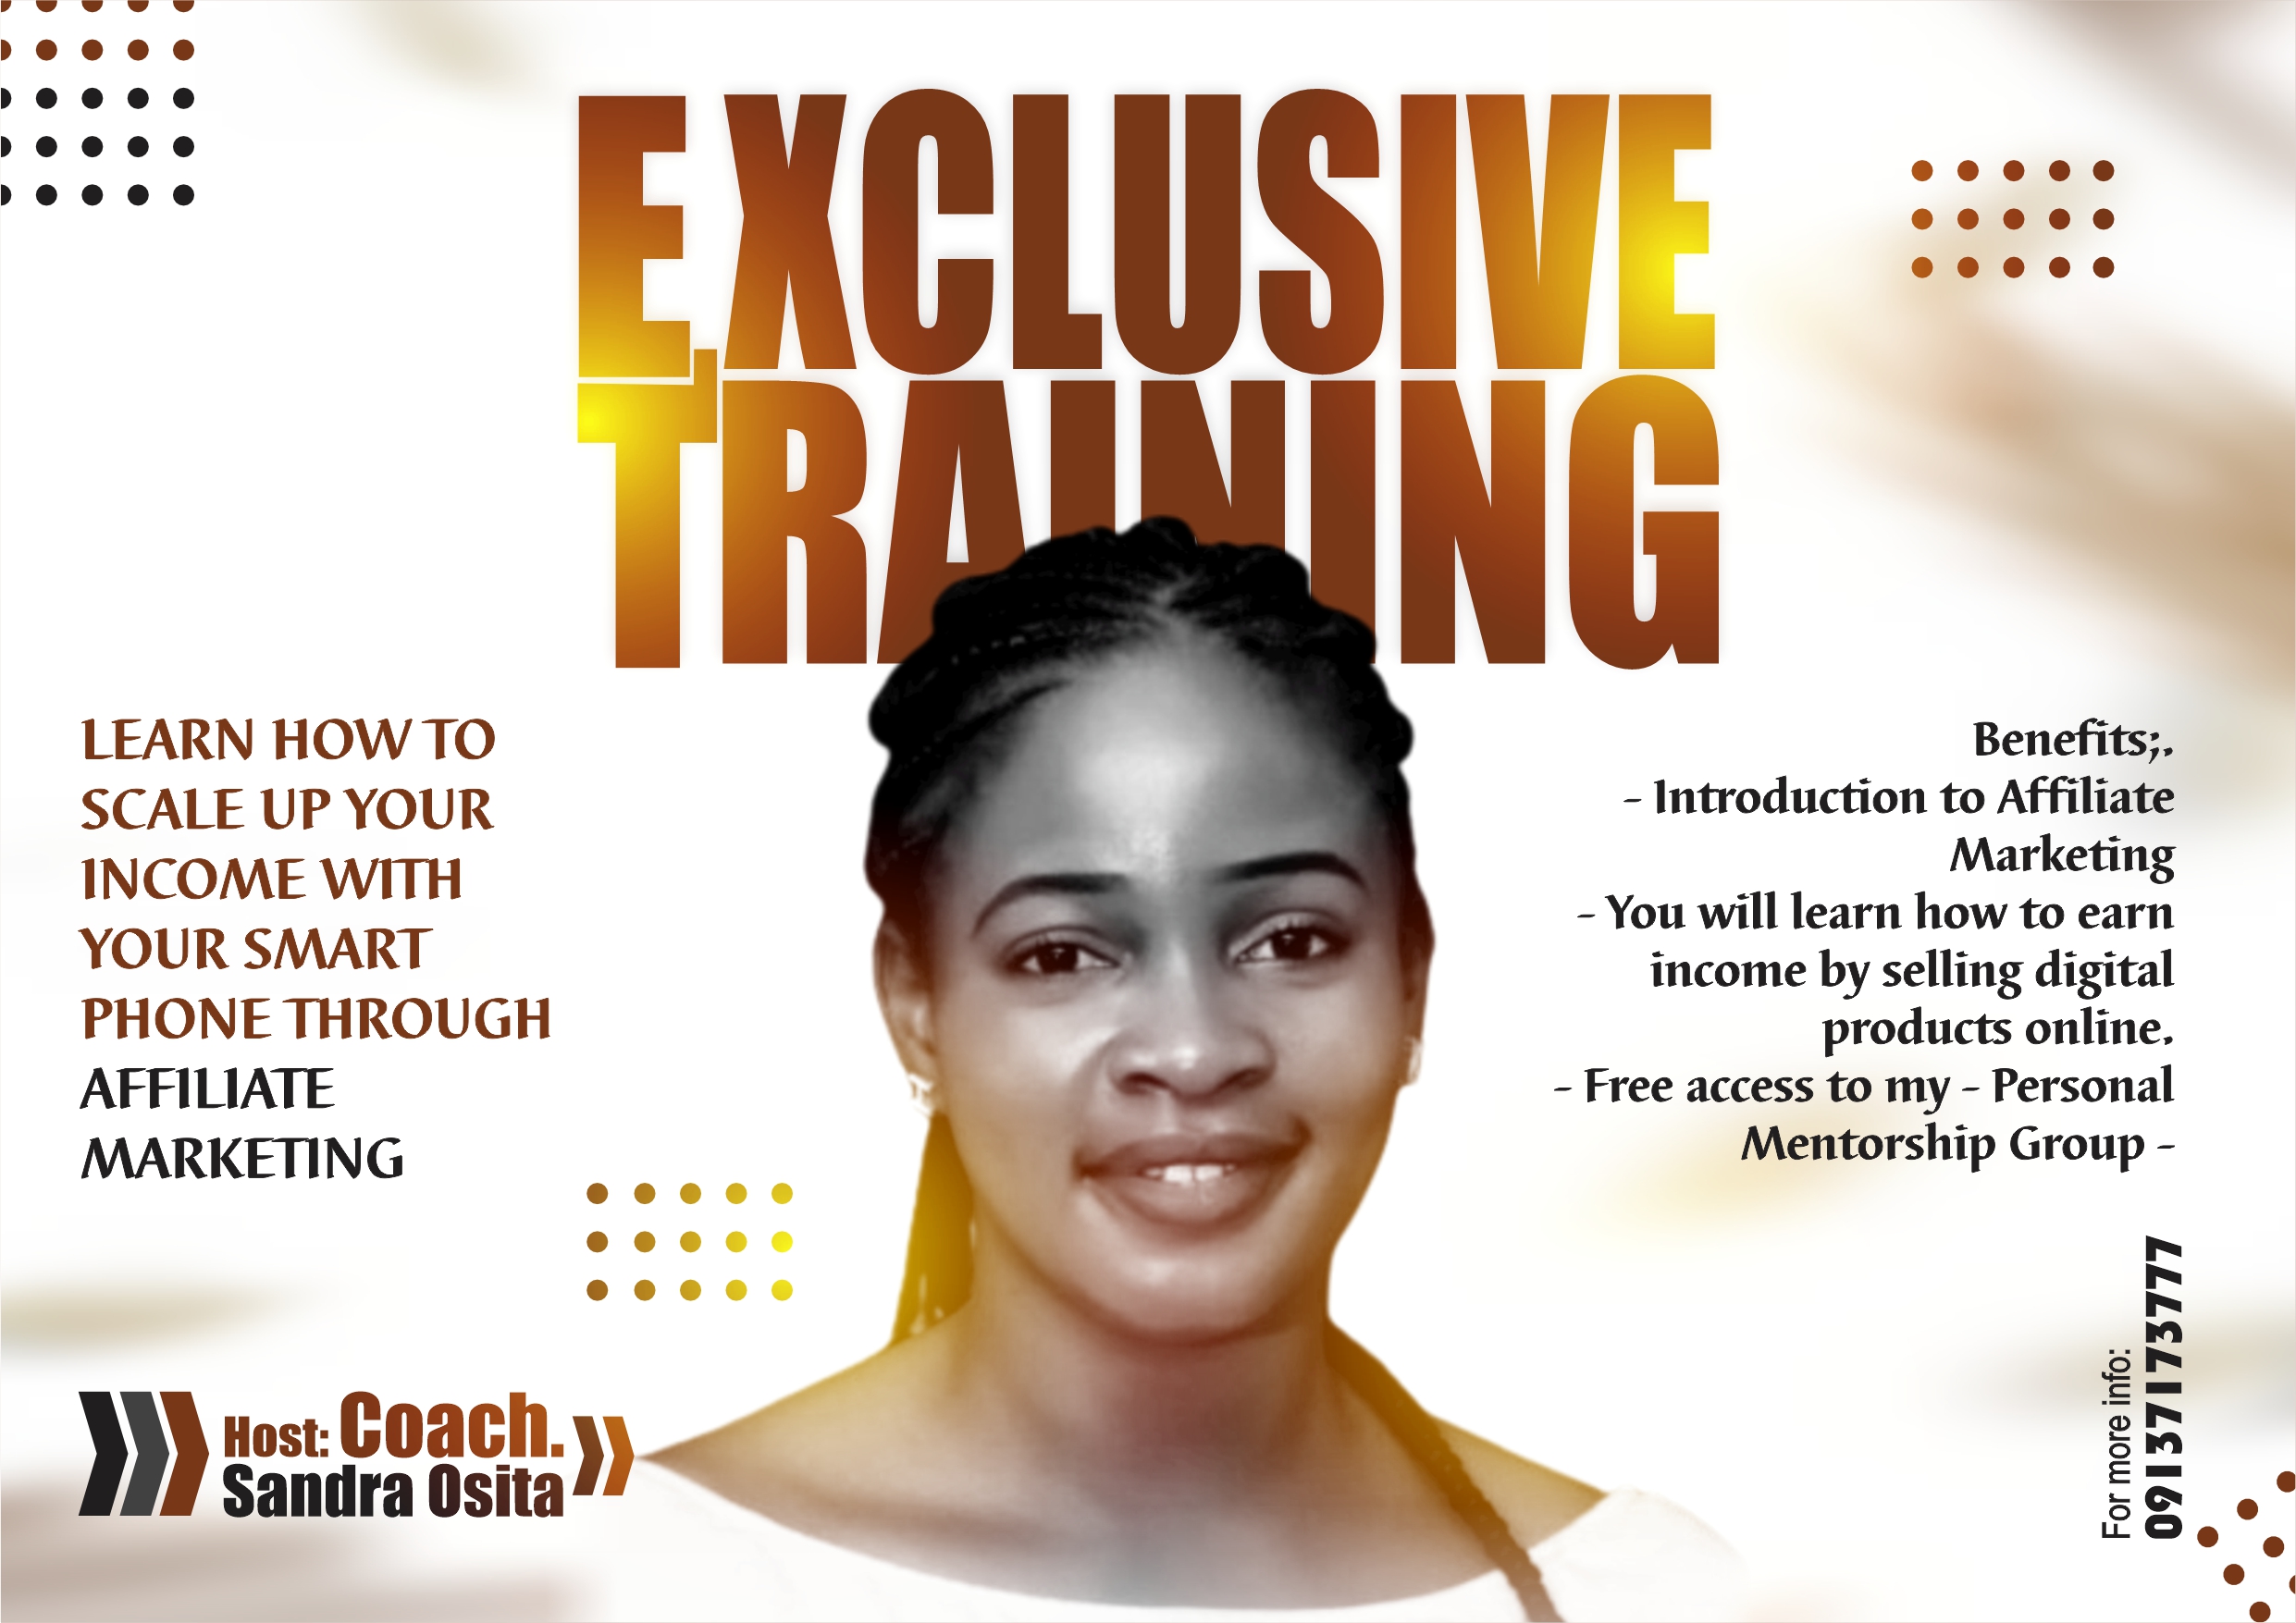 EXCLUSIVE
TRAINING
LEARN HOW TO
SCALE UP YOUR
INCOME WITH
YOUR SMART
PHONE THROUGH
AFFILIATE
MARKETING
Benefits;.
- Introduction to Affiliate
Marketing
- You will learn how to earn
income by selling digital
products online.
- Free access to my - Personal
Mentorship Group -
Host: Coach.
Sandra Osita
For more info:
09137173777